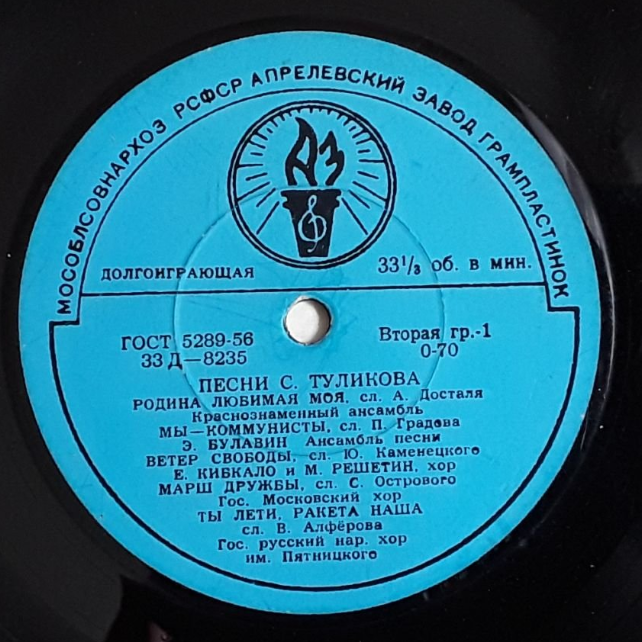 МОСОБЛСОВНАРХОЗ РСФСР АПРЕЛЕВСКИЙ ЗАВОД ГРАМПЛАСТИНОК
АЗ
ДОЛГОИГРАЮЩАЯ
33⅓ об. в мин.
ГОСТ 5289-56
33 Д—8235
Вторая гр.-1
0-70
ПЕСНИ С. ТУЛИКОВА
РОДИНА ЛЮБИМАЯ МОЯ, сл. А. Досталя
Краснознаменный ансамбль
МЫ—КОММУНИСТЫ, сл. П. Градова
Э. БУЛАВИН Ансамбль песни
ВЕТЕР СВОБОДЫ, сл. Ю. Каменецкого
Е. КИБКАЛО и М. РЕШЕТИН, хор
МАРШ ДРУЖБЫ, сл. С. Острового
Гос. Московский хор
ТЫ ЛЕТИ, РАКЕТА НАША
сл. В. Алфёрова
Гос. русский нар. хор
им. Пятницкого